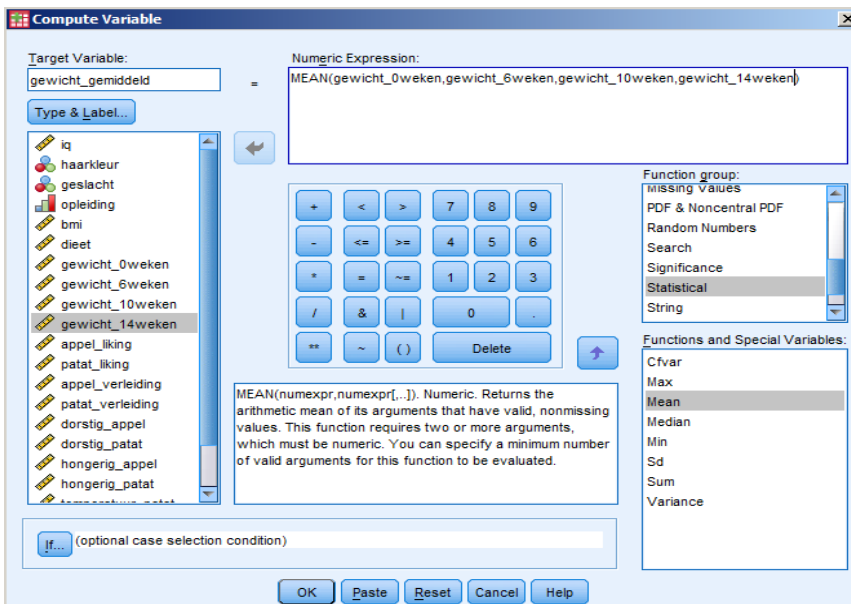 Compute Variable
Target Variable:
gewicht_gemiddeld
=
Numeric Expression:
MEAN(gewicht_0weken,gewicht_6weken,gewicht_10weken,gewicht_14weken)
Type & Label...
iq
haarkleur
geslacht
opleiding
bmi
dieet
gewicht_0weken
gewicht_6weken
gewicht_10weken
gewicht_14weken
appel_liking
patat_liking
appel_verleiding
patat_verleiding
dorstig_appel
dorstig_patat
hongerig_appel
hongerig_patat
+ < > 7 8 9
- <= >= 4 5 6
* = ~= 1 2 3
/ & | 0 .
** ~ ( ) Delete
Function group:
Missing Values
PDF & Noncentral PDF
Random Numbers
Search
Significance
Statistical
String
Functions and Special Variables:
Cfvar
Max
Mean
Median
Min
Sd
Sum
Variance
MEAN(numexpr,numexpr[,..]). Numeric. Returns the
arithmetic mean of its arguments that have valid, nonmissing
values. This function requires two or more arguments,
which must be numeric. You can specify a minimum number
of valid arguments for this function to be evaluated.
If... (optional case selection condition)
OK Paste Reset Cancel Help